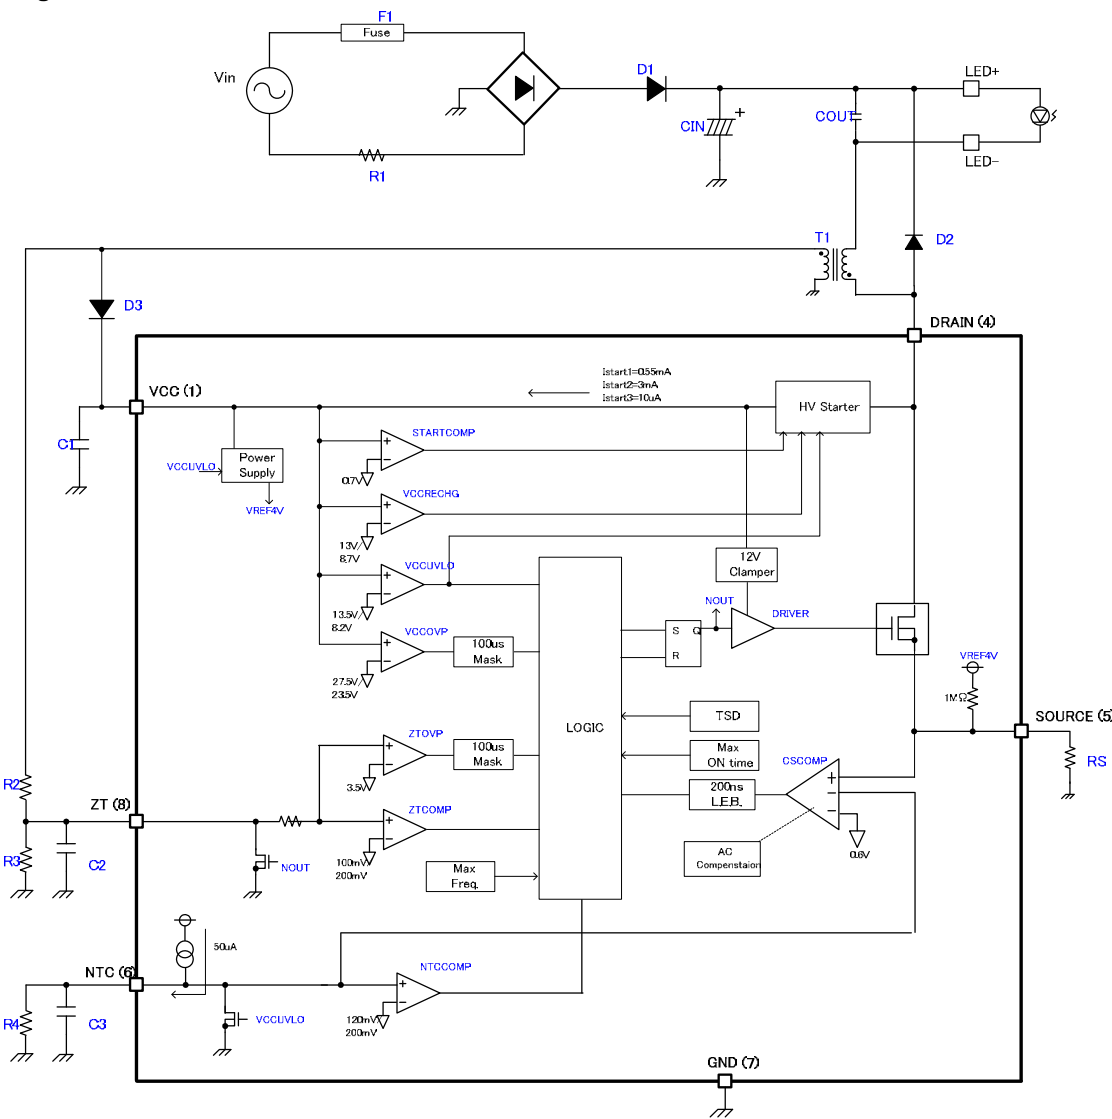 F1
Fuse
Vin
R1
D1
CIN
+
COUT
LED+
LED-
T1
D2
D3
DRAIN (4)
VCC (1)
Istart1=0.55mA
Istart2=3mA
Istart3=10uA
HV Starter
C1
VCCUVLO
Power
Supply
VREF4V
STARTCOMP
+
−
0.7V
VCCRECHG
+
−
13V/
8.7V
VCCUVLO
+
−
13.5V/
8.2V
VCCOVP
+
−
27.5V/
23.5V
100us
Mask
12V
Clamper
NOUT
DRIVER
S Q
R
VREF4V
1MΩ
SOURCE (5)
RS
LOGIC
TSD
Max
ON time
200ns
L.E.B.
CSCOMP
+
−
−
0.6V
AC
Compenstaion
ZTOVP
+
−
3.5V
100us
Mask
ZTCOMP
+
−
100mV/
200mV
Max
Freq.
R2
ZT (8)
R3
C2
NOUT
50uA
NTC (6)
R4
C3
VCCUVLO
NTCCOMP
+
−
120mV/
200mV
GND (7)